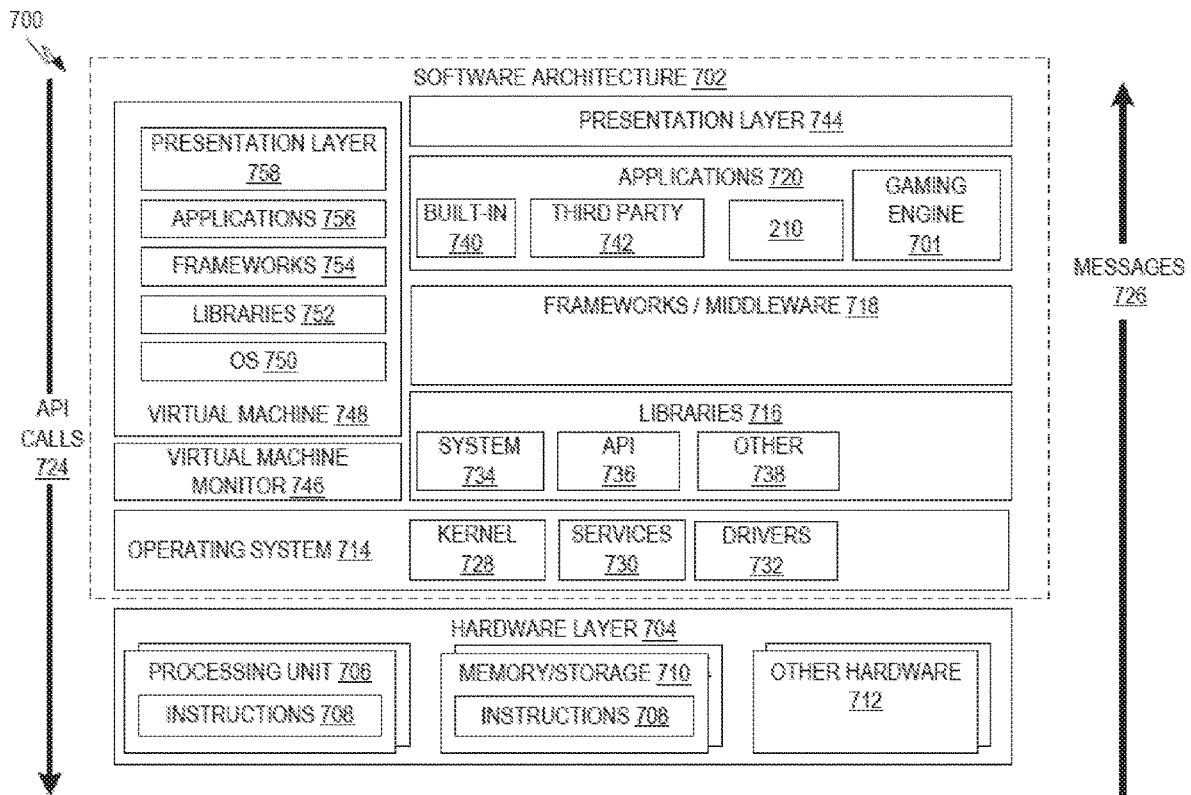 700
SOFTWARE ARCHITECTURE 702
PRESENTATION LAYER
758
APPLICATIONS 756
FRAMEWORKS 754
LIBRARIES 752
OS 750
VIRTUAL MACHINE 748
VIRTUAL MACHINE
MONITOR 746
PRESENTATION LAYER 744
APPLICATIONS 720
BUILT-IN
740
THIRD PARTY
742
210
GAMING
ENGINE
701
FRAMEWORKS / MIDDLEWARE 718
LIBRARIES 716
SYSTEM
734
API
736
OTHER
738
OPERATING SYSTEM 714
KERNEL
728
SERVICES
730
DRIVERS
732
HARDWARE LAYER 704
PROCESSING UNIT 706
INSTRUCTIONS 708
MEMORY/STORAGE 710
INSTRUCTIONS 708
OTHER HARDWARE
712
API
CALLS
724
MESSAGES
726